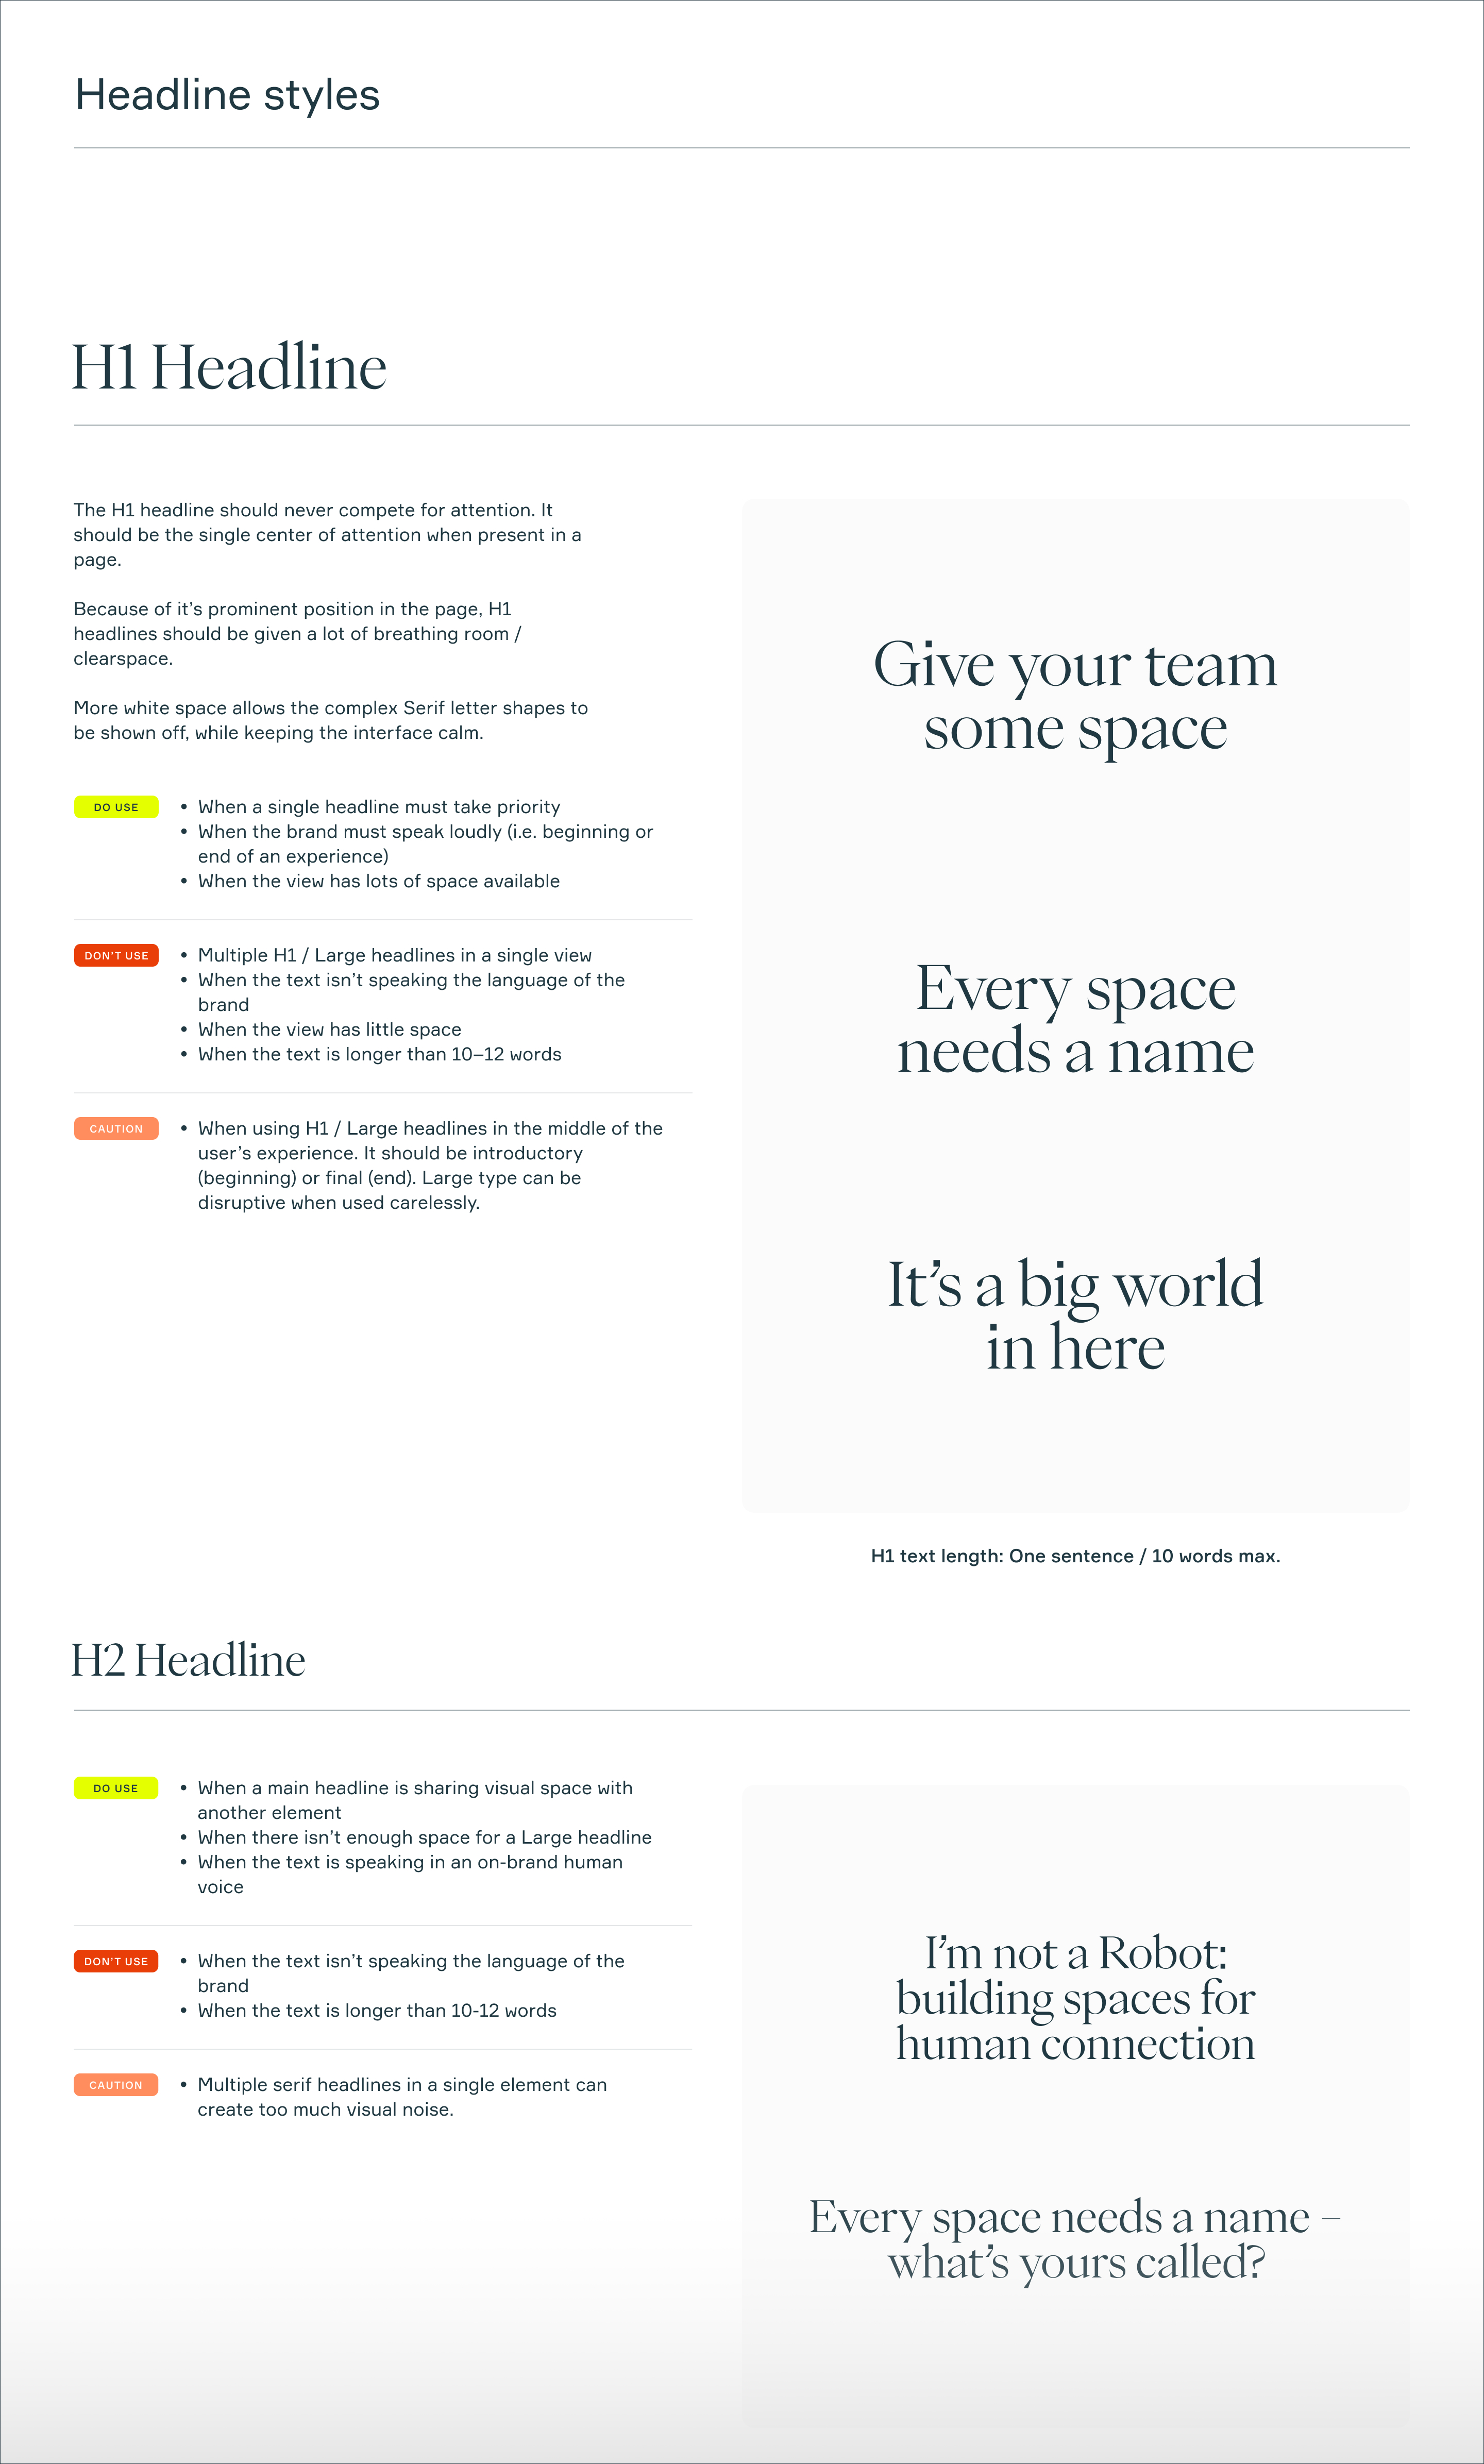 Headline styles
H1 Headline
The H1 headline should never compete for attention. It
should be the single center of attention when present in a
page.
Because of it’s prominent position in the page, H1
headlines should be given a lot of breathing room /
clearspace.
More white space allows the complex Serif letter shapes to
be shown off, while keeping the interface calm.
DO USE
• When a single headline must take priority
• When the brand must speak loudly (i.e. beginning or
end of an experience)
• When the view has lots of space available
DON’T USE
• Multiple H1 / Large headlines in a single view
• When the text isn’t speaking the language of the
brand
• When the view has little space
• When the text is longer than 10–12 words
CAUTION
• When using H1 / Large headlines in the middle of the
user’s experience. It should be introductory
(beginning) or final (end). Large type can be
disruptive when used carelessly.
Give your team
some space
Every space
needs a name
It’s a big world
in here
H1 text length: One sentence / 10 words max.
H2 Headline
DO USE
• When a main headline is sharing visual space with
another element
• When there isn’t enough space for a Large headline
• When the text is speaking in an on-brand human
voice
DON’T USE
• When the text isn’t speaking the language of the
brand
• When the text is longer than 10-12 words
CAUTION
• Multiple serif headlines in a single element can
create too much visual noise.
I’m not a Robot:
building spaces for
human connection
Every space needs a name –
what’s yours called?